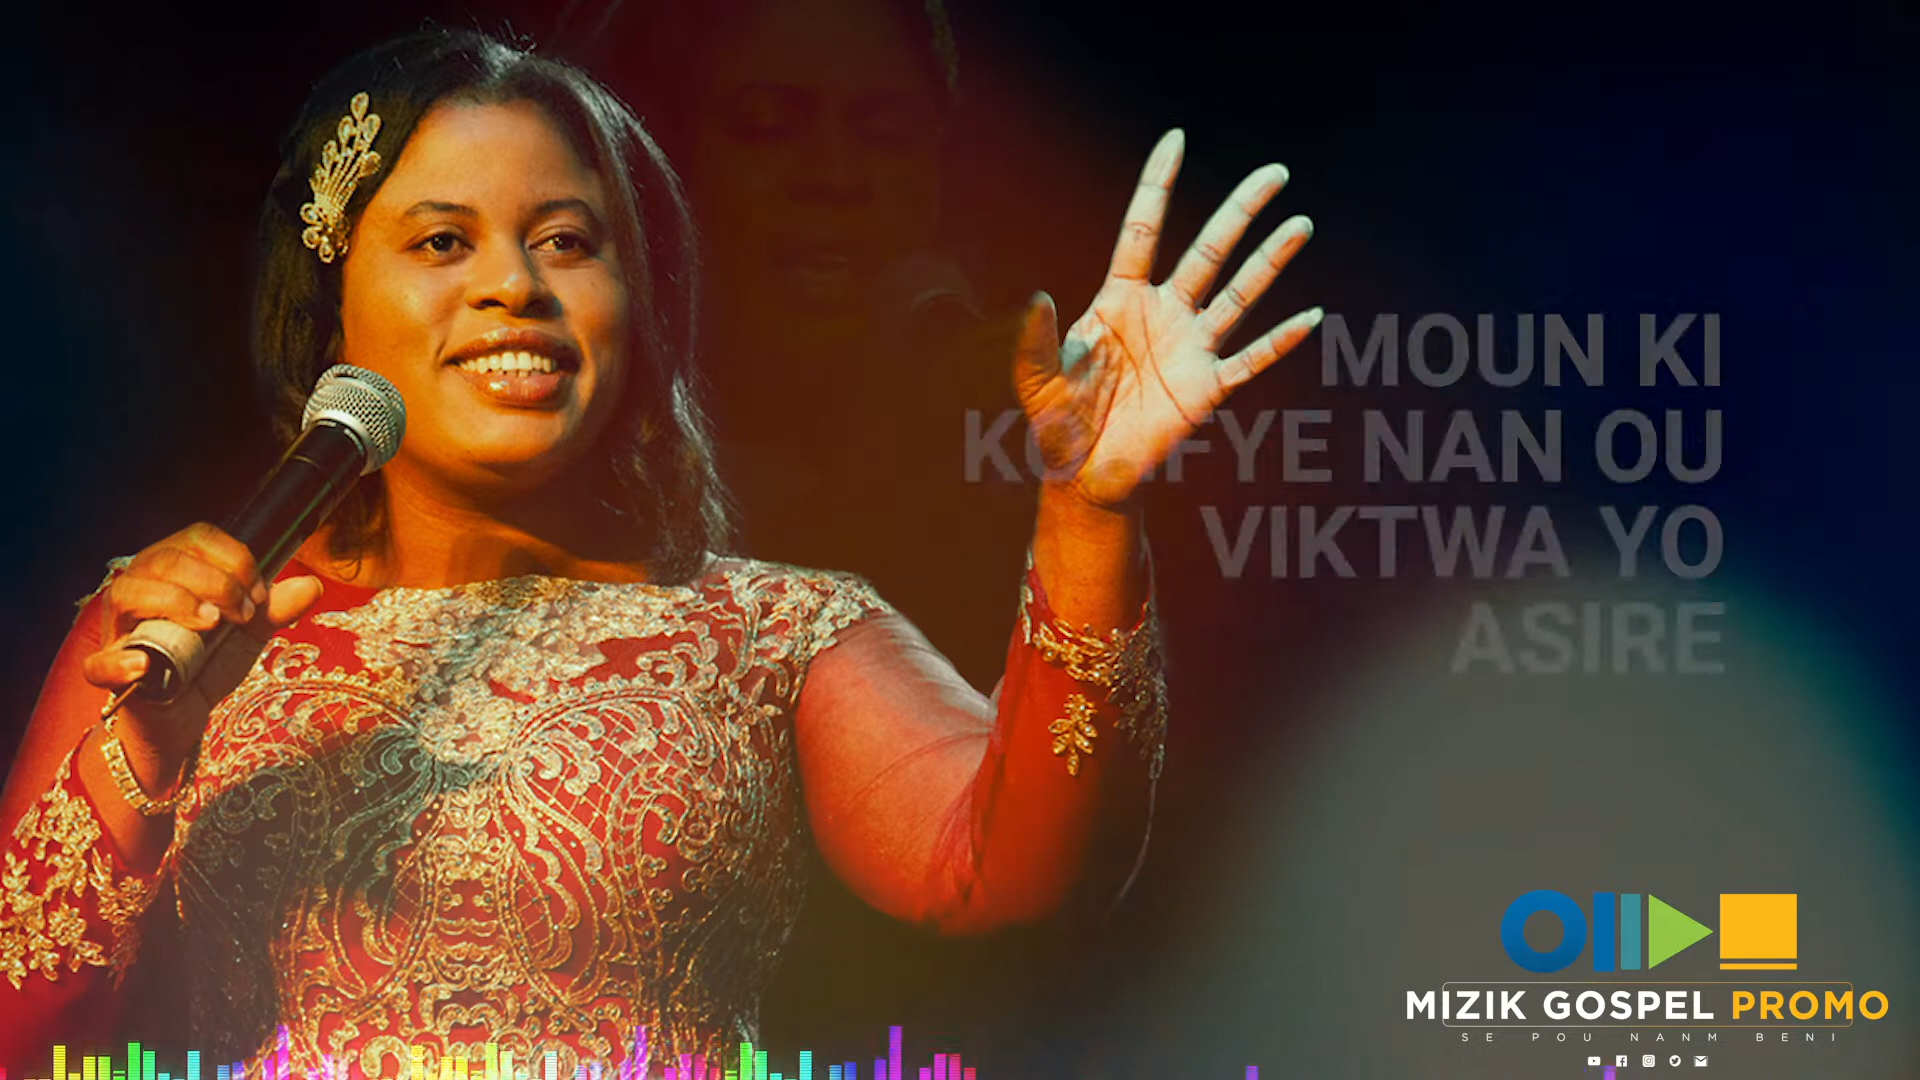 MOUN KI
NAN OU
VIKTWA YO
ASIRE
MIZIK GOSPEL PROMO
SE POU NANM BENI